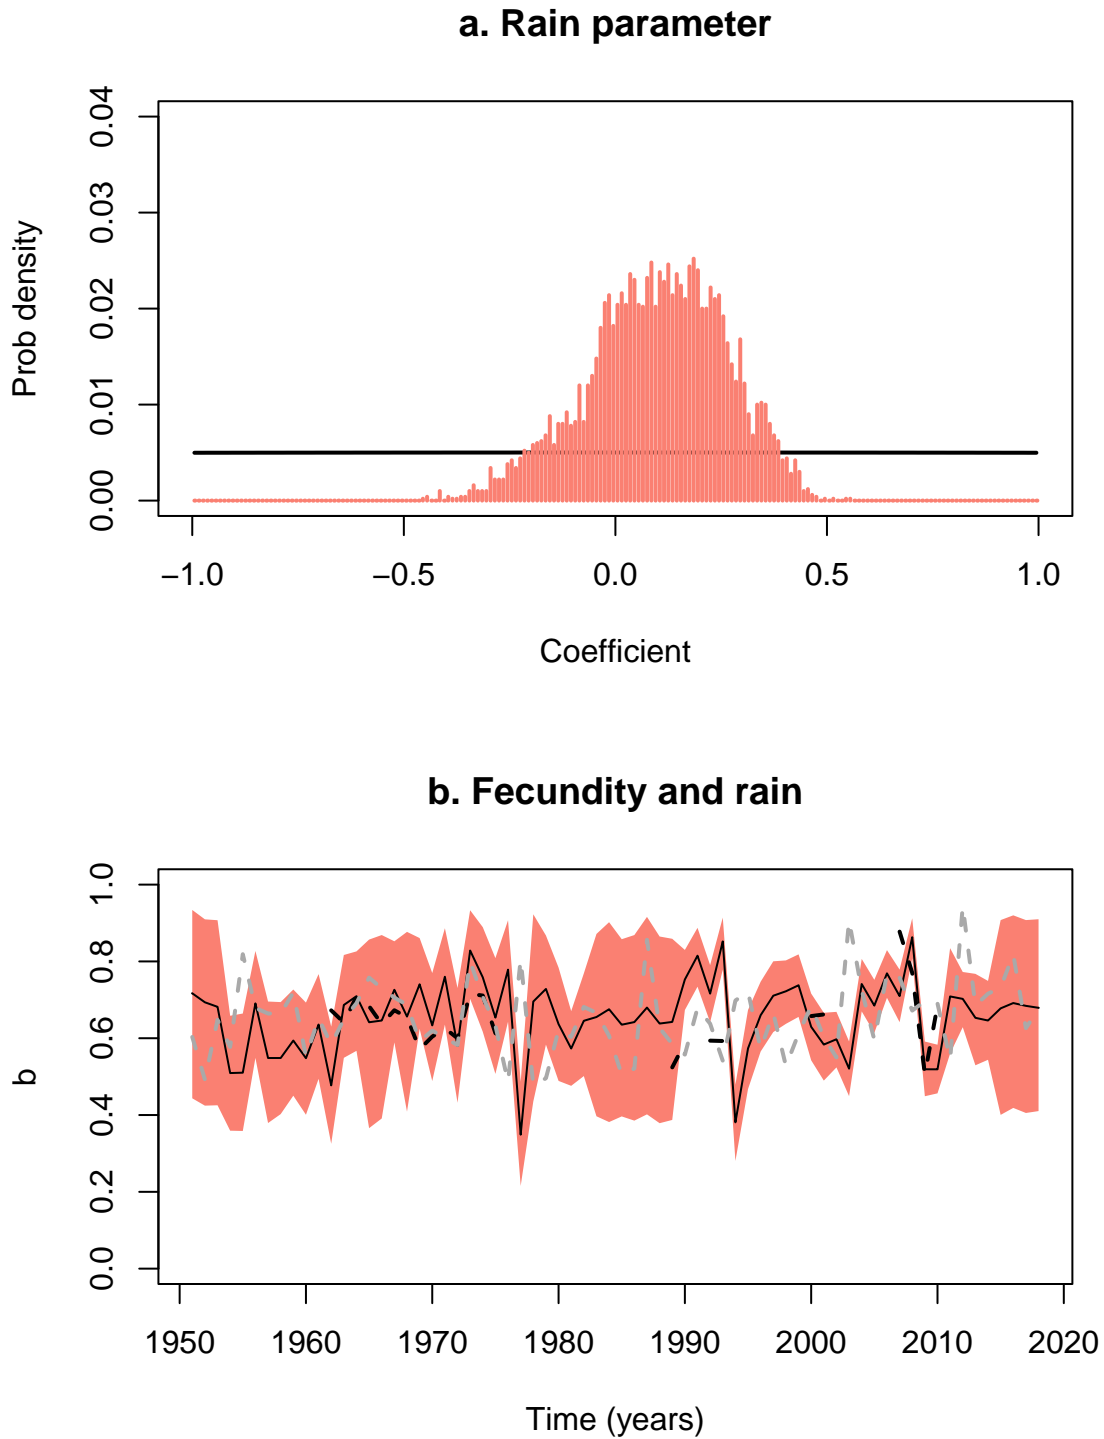 a. Rain parameter
Prob density
0.04
0.03
0.02
0.01
0.00
−1.0 −0.5 0.0 0.5 1.0
Coefficient
b. Fecundity and rain
b
1.0
0.8
0.6
0.4
0.2
0.0
1950 1960 1970 1980 1990 2000 2010 2020
Time (years)